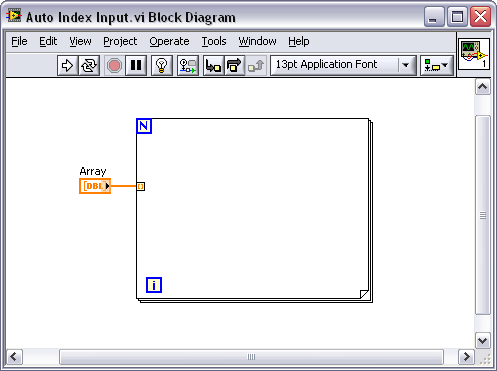 Auto Index Input.vi Block Diagram
File Edit View Project Operate Tools Window Help
13pt Application Font
1
N
Array
[DBL]
i